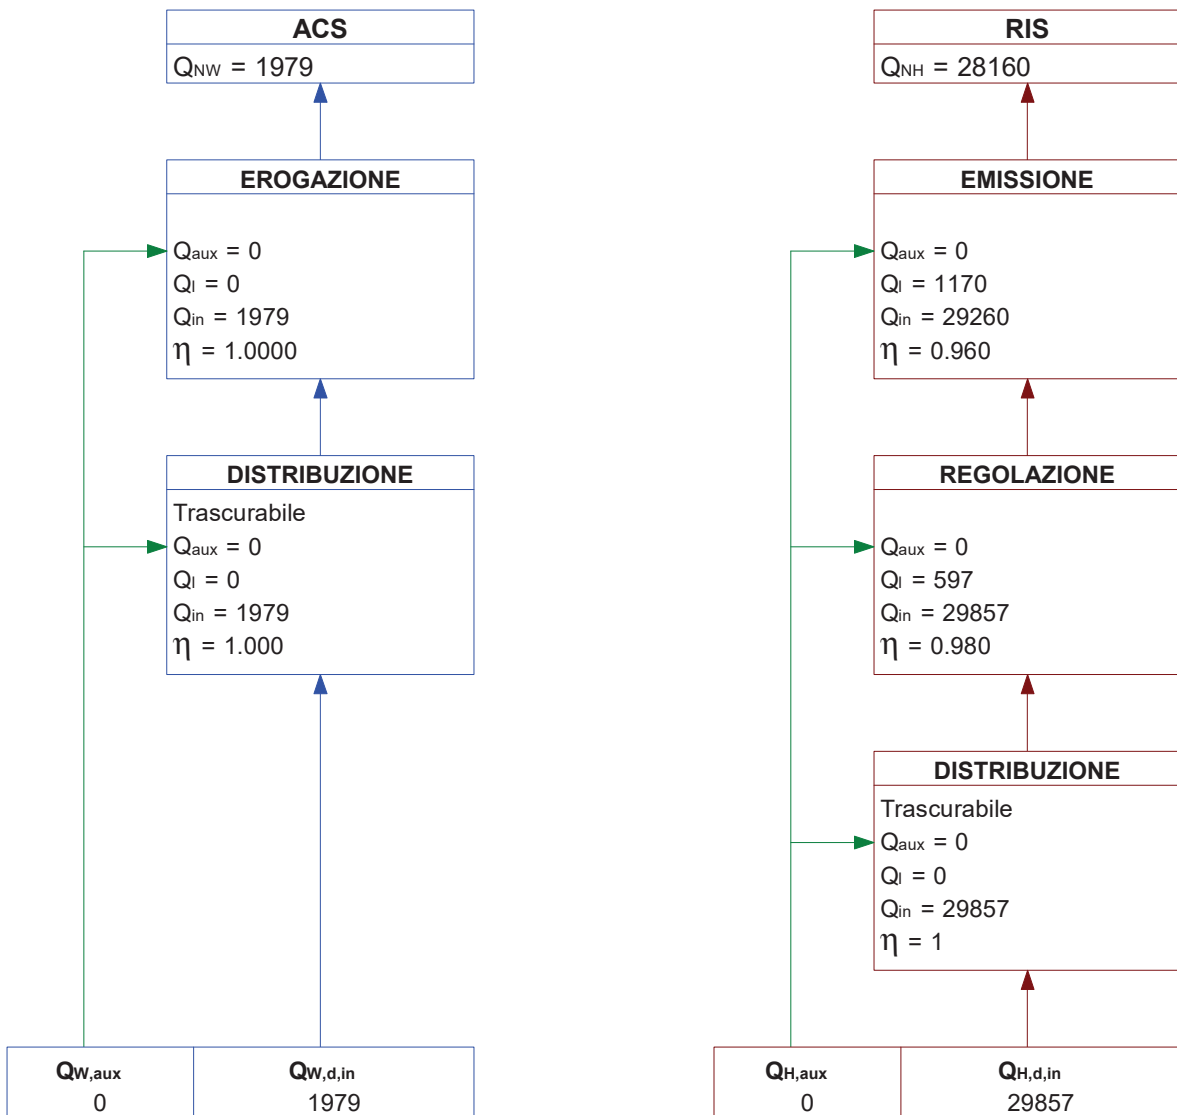 ACS
QNW = 1979
EROGAZIONE
Qaux = 0
Ql = 0
Qin = 1979
η = 1.0000
DISTRIBUZIONE
Trascurabile
Qaux = 0
Ql = 0
Qin = 1979
η = 1.000
QW,aux
0
QW,d,in
1979
RIS
QNH = 28160
EMISSIONE
Qaux = 0
Ql = 1170
Qin = 29260
η = 0.960
REGOLAZIONE
Qaux = 0
Ql = 597
Qin = 29857
η = 0.980
DISTRIBUZIONE
Trascurabile
Qaux = 0
Ql = 0
Qin = 29857
η = 1
QH,aux
0
QH,d,in
29857